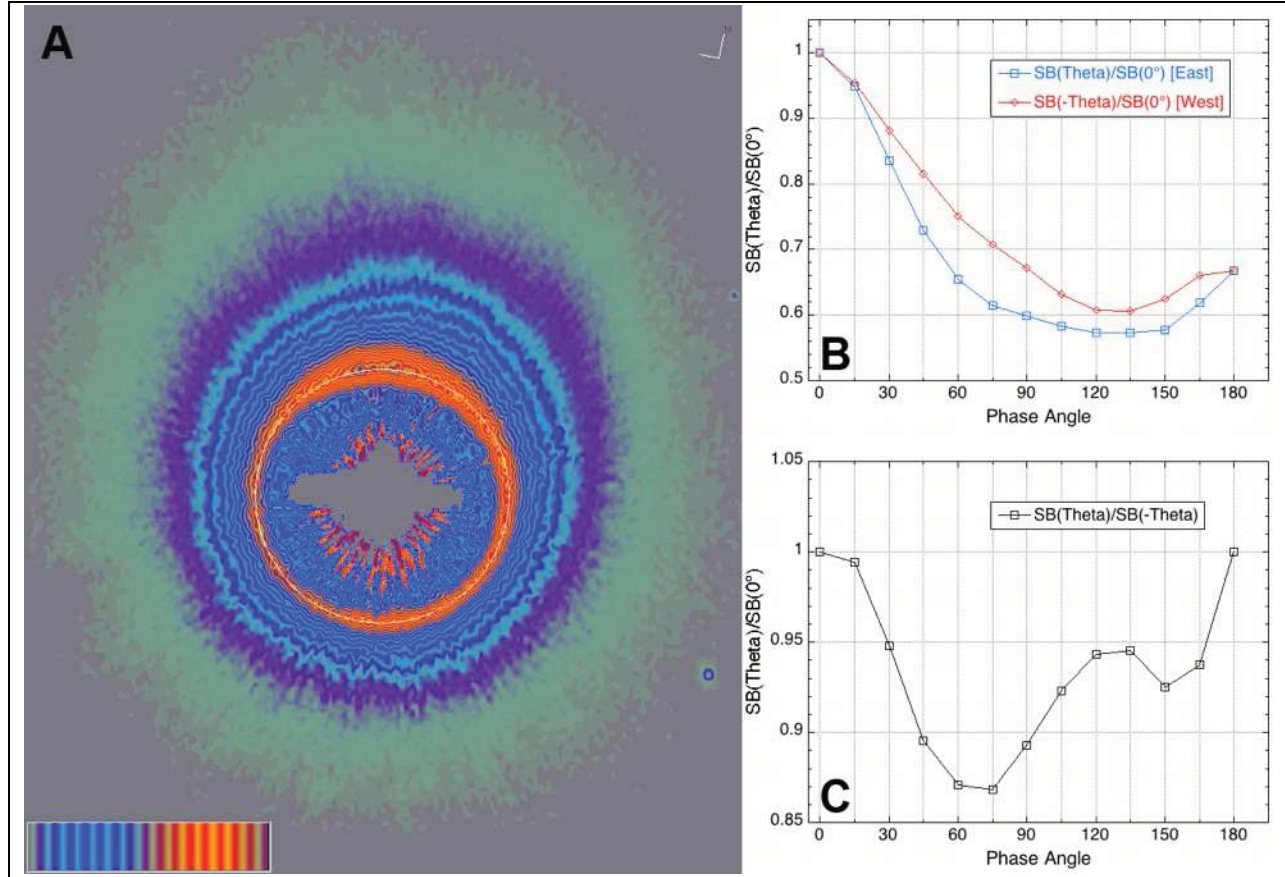 A
N
SB(Theta)/SB(0°)
1
0.9
0.8
0.7
0.6
0.5
SB(Theta)/SB(0°) [East]
SB(-Theta)/SB(0°) [West]
B
0 30 60 90 120 150 180
Phase Angle
SB(Theta)/SB(0°)
1.05
1
0.95
0.9
0.85
SB(Theta)/SB(-Theta)
C
0 30 60 90 120 150 180
Phase Angle